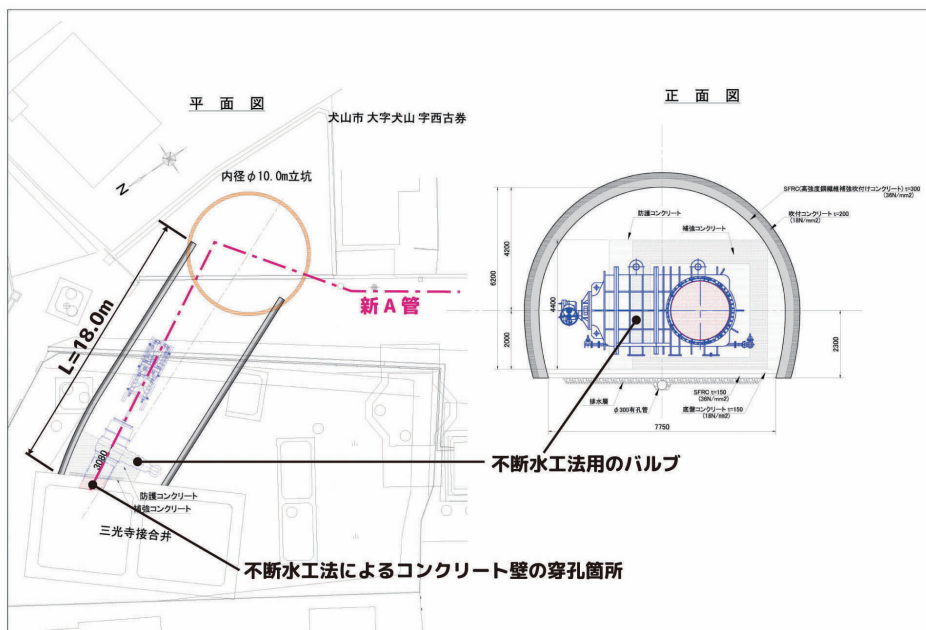 平 面 図
犬山市 大字犬山 字西古券
N
内径φ10.0m立坑
L=18.0m
新A管
3080
防護コンクリート
補強コンクリート
三光寺接合井
正 面 図
SFRC(高強度鋼繊維補強吹付けコンクリート) t=300
(36N/mm2)
吹付コンクリート t=200
(18N/mm2)
防護コンクリート
補強コンクリート
4200
6200
4400
2000
2300
SFRC t=150
(36N/mm2)
底盤コンクリート t=150
(18N/mm2)
排水層
φ300有孔管
7750
不断水工法用のバルブ
不断水工法によるコンクリート壁の穿孔箇所